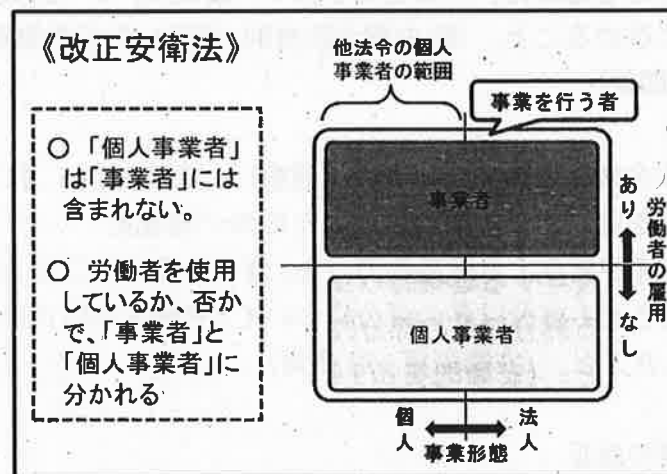 《改正安衛法》
○「個人事業者」
は「事業者」には
含まれない。
○ 労働者を使用
しているか、否か
で、「事業者」と
「個人事業者」に
分かれる
他法令の個人
事業者の範囲
事業を行う者
事業者
個人事業者
あり
なし
労働者の雇用
個人
法人
事業形態